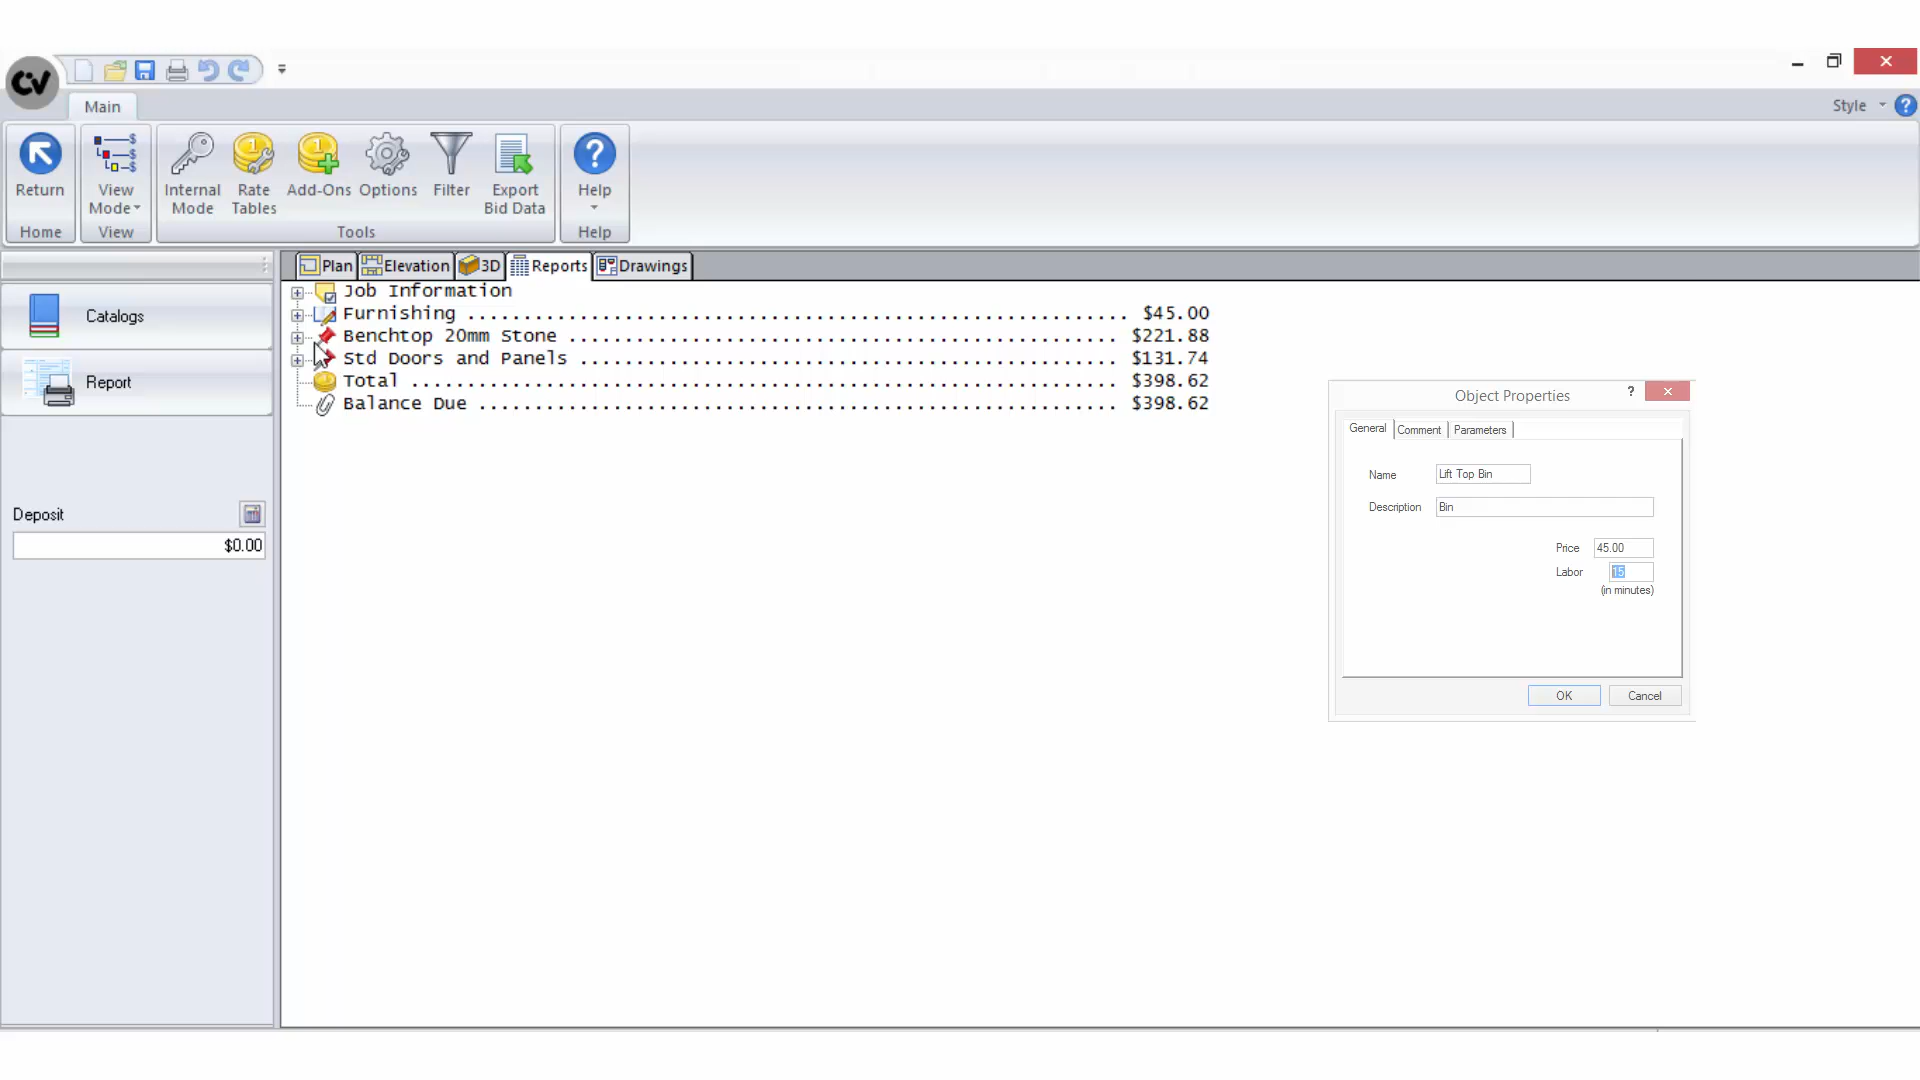 CV
Main
Style
Return
View Mode
Internal Mode
Rate Tables
Add-Ons
Options
Filter
Export Bid Data
Help
Home
View
Tools
Help
Plan
Elevation
3D
Reports
Drawings
Catalogs
Report
Deposit
$0.00
Job Information
Furnishing ........................................................... $45.00
Benchtop 20mm Stone ................................................. $221.88
Std Doors and Panels ................................................ $131.74
Total ............................................................... $398.62
Balance Due ......................................................... $398.62
Object Properties
General
Comment
Parameters
Name
Lift Top Bin
Description
Bin
Price
45.00
Labor
15
(in minutes)
OK
Cancel